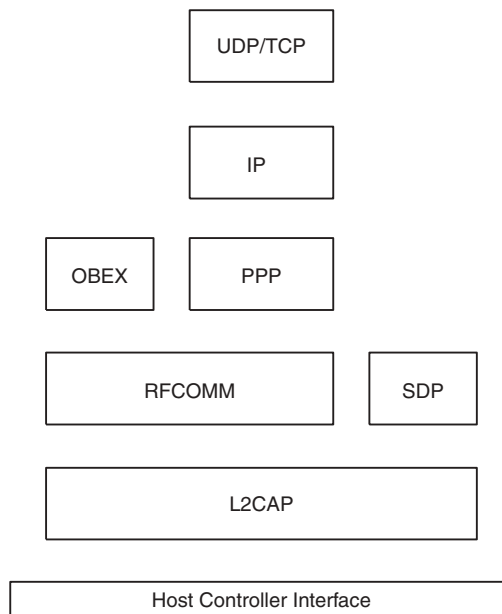 UDP/TCP
IP
OBEX
PPP
RFCOMM
SDP
L2CAP
Host Controller Interface